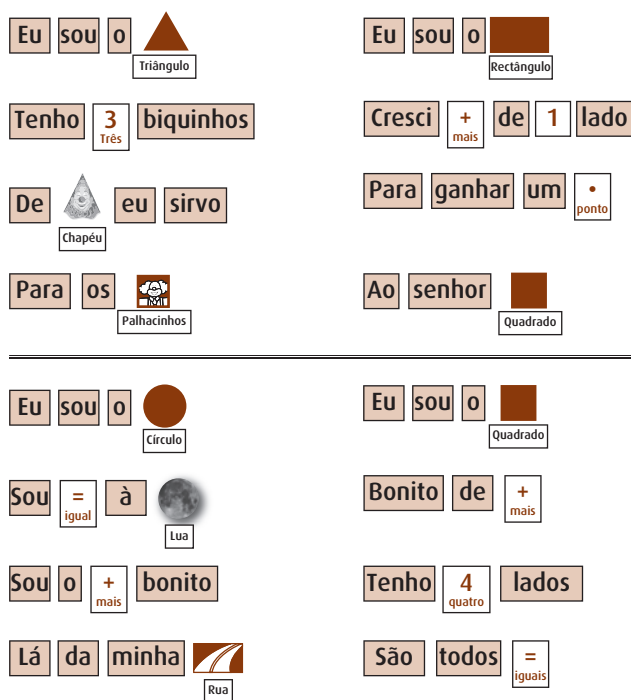 Eu sou o
Triângulo
Tenho 3 biquinhos
Três
De eu sirvo
Chapéu
Para os
Palhacinhos
Eu sou o
Rectângulo
Cresci + de 1 lado
mais
Para ganhar um •
ponto
Ao senhor
Quadrado
Eu sou o
Círculo
Sou = à
igual
Lua
Sou o + bonito
mais
Lá da minha
Rua
Eu sou o
Quadrado
Bonito de +
mais
Tenho 4 lados
quatro
São todos =
iguais